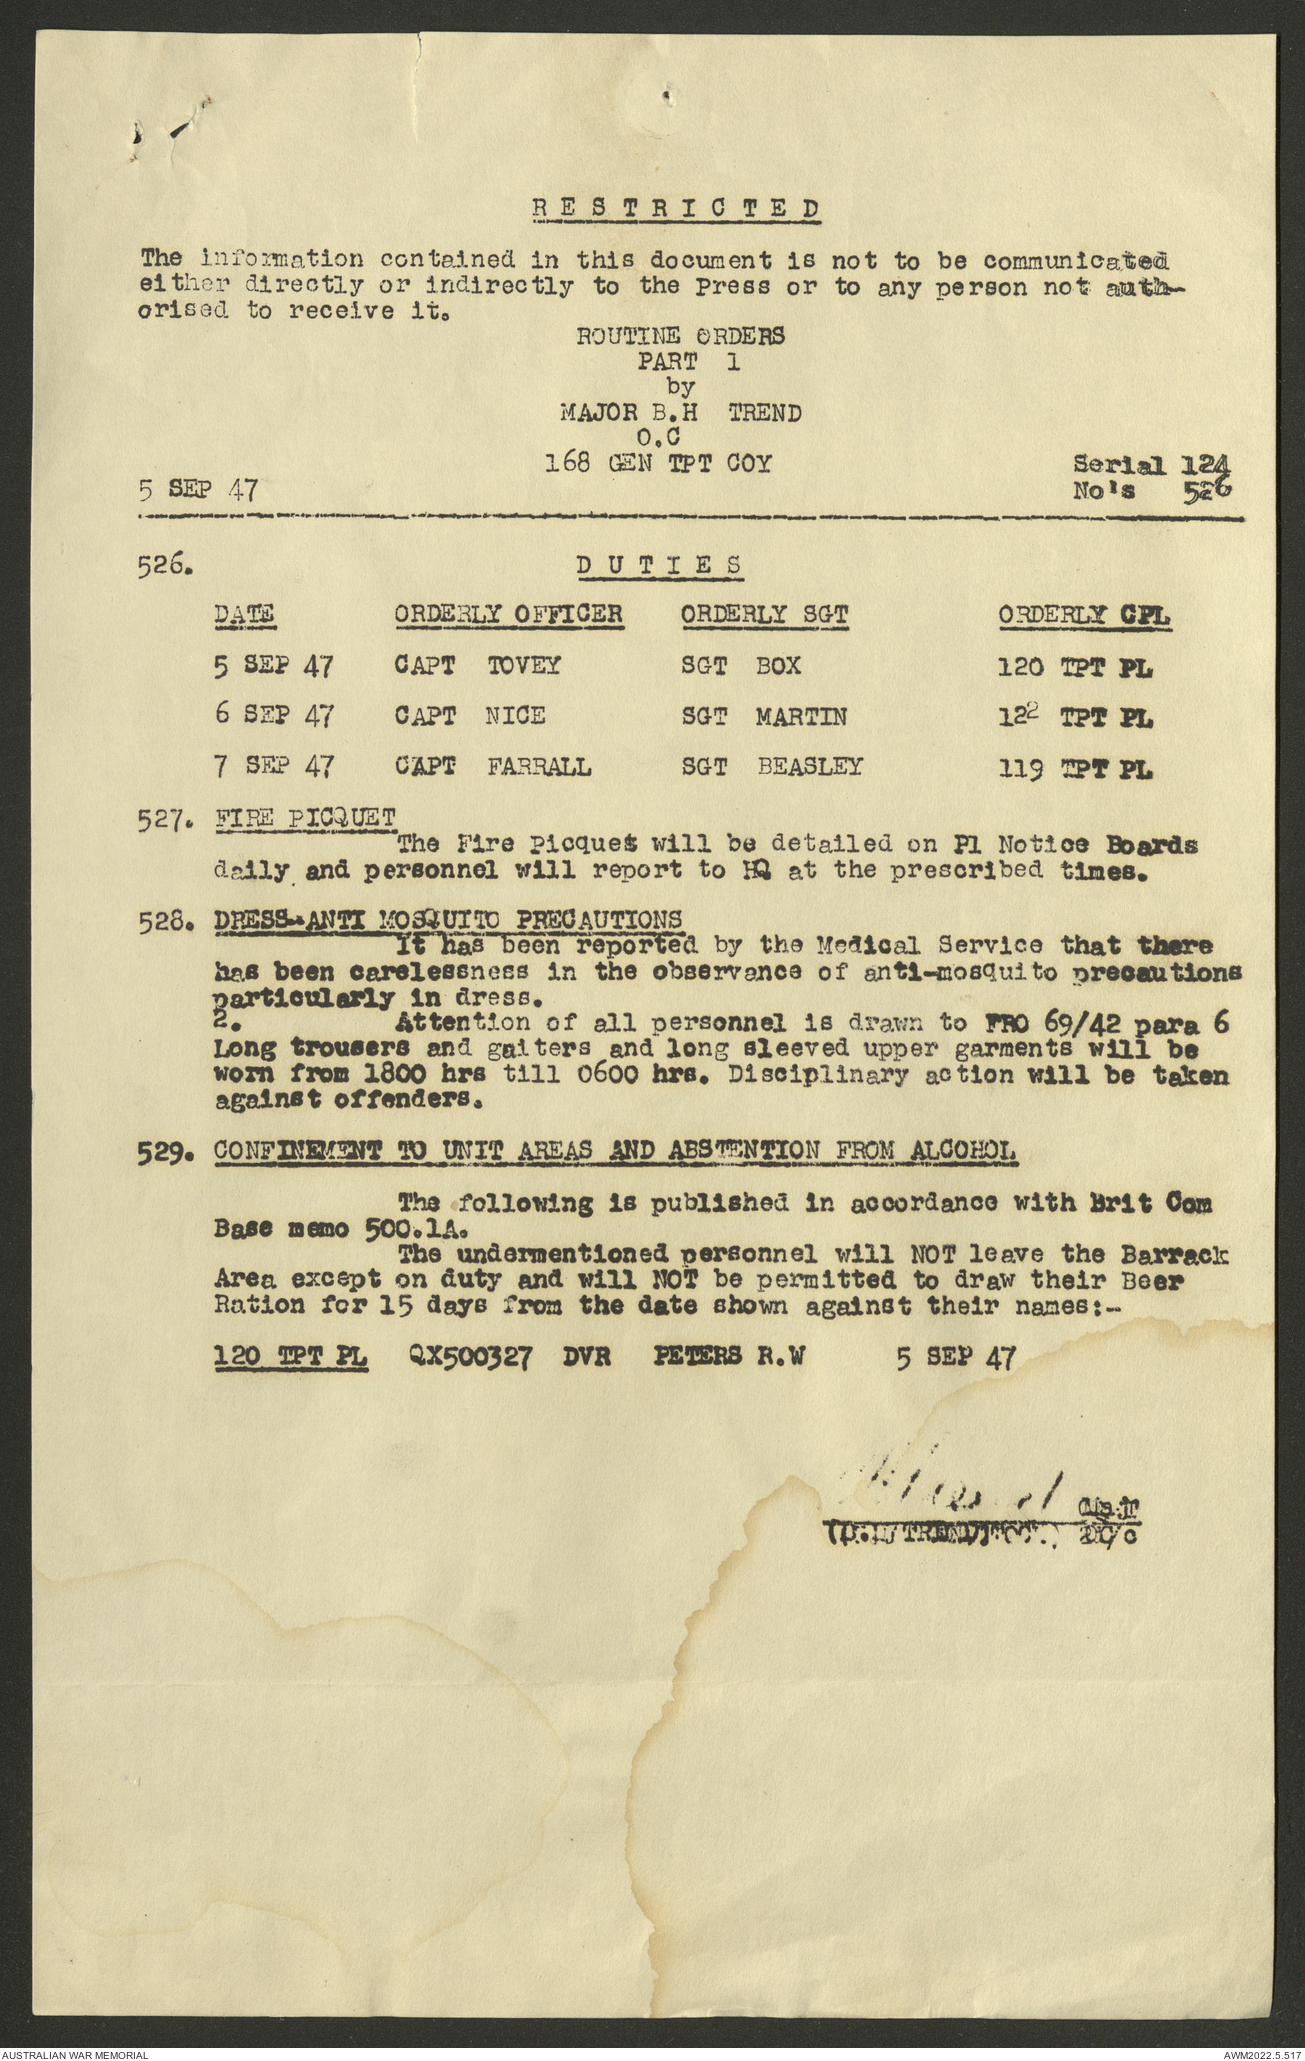 R E S T R I C T E D
The information contained in this document is not to be communicated
either directly or indirectly to the Press or to any person not auth-
orised to receive it.
ROUTINE ORDERS
PART 1
by
MAJOR B.H TREND
O.C
168 GEN TPT COY
Serial 124
5 SEP 47 No's 526
526. D U T I E S
DATE ORDERLY OFFICER ORDERLY SGT ORDERLY CPL
5 SEP 47 CAPT TOVEY SGT BOX 120 TPT PL
6 SEP 47 CAPT NICE SGT MARTIN 122 TPT PL
7 SEP 47 CAPT FARRALL SGT BEASLEY 119 TPT PL
527. FIRE PICQUET
The Fire Picquet will be detailed on Pl Notice Boards
daily and personnel will report to HQ at the prescribed times.
528. DRESS-ANTI MOSQUITO PRECAUTIONS
It has been reported by the Medical Service that there
has been carelessness in the observance of anti-mosquito precautions
particularly in dress.
2. Attention of all personnel is drawn to FRO 69/42 para 6
Long trousers and gaiters and long sleeved upper garments will be
worn from 1800 hrs till 0600 hrs. Disciplinary action will be taken
against offenders.
529. CONFINEMENT TO UNIT AREAS AND ABSTENTION FROM ALCOHOL
The following is published in accordance with Brit Com
Base memo 500.1A.
The undermentioned personnel will NOT leave the Barrack
Area except on duty and will NOT be permitted to draw their Beer
Ration for 15 days from the date shown against their names:-
120 TPT PL QX500327 DVR PETERS R.W 5 SEP 47
Maj
TREND
AUSTRALIAN WAR MEMORIAL AWM2022.5.517